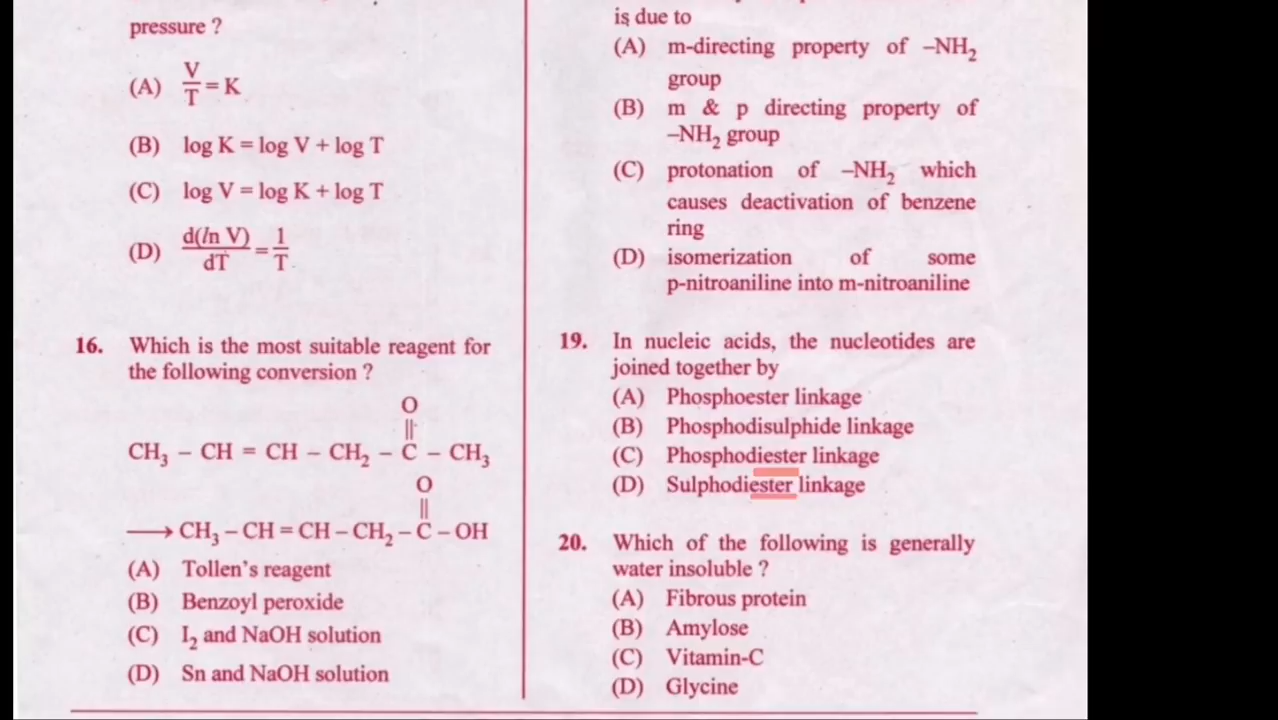 pressure ?
(A) V/T = K
(B) log K = log V + log T
(C) log V = log K + log T
(D) d(ln V)/dT = 1/T
16. Which is the most suitable reagent for
the following conversion ?
O
||
CH₃ – CH = CH – CH₂ – C – CH₃
O
||
⟶ CH₃ – CH = CH – CH₂ – C – OH
(A) Tollen's reagent
(B) Benzoyl peroxide
(C) I₂ and NaOH solution
(D) Sn and NaOH solution
is due to
(A) m-directing property of –NH₂
group
(B) m & p directing property of
–NH₂ group
(C) protonation of –NH₂ which
causes deactivation of benzene
ring
(D) isomerization of some
p-nitroaniline into m-nitroaniline
19. In nucleic acids, the nucleotides are
joined together by
(A) Phosphoester linkage
(B) Phosphodisulphide linkage
(C) Phosphodiester linkage
(D) Sulphodiester linkage
20. Which of the following is generally
water insoluble ?
(A) Fibrous protein
(B) Amylose
(C) Vitamin-C
(D) Glycine